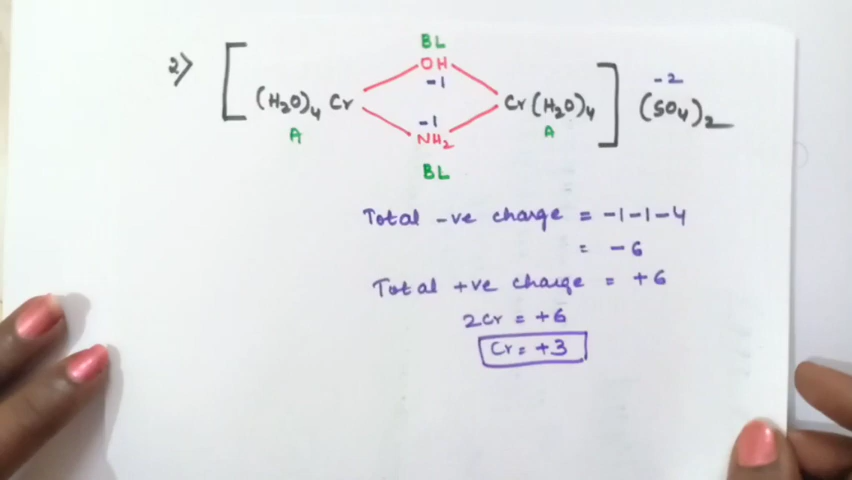 BL
OH
-1
2> [ (H2O)4 Cr Cr (H2O)4 ] (SO4)2
-2
-1
NH2
A
A
BL
Total -ve charge = -1-1-4
= -6
Total +ve charge = +6
2Cr = +6
Cr = +3